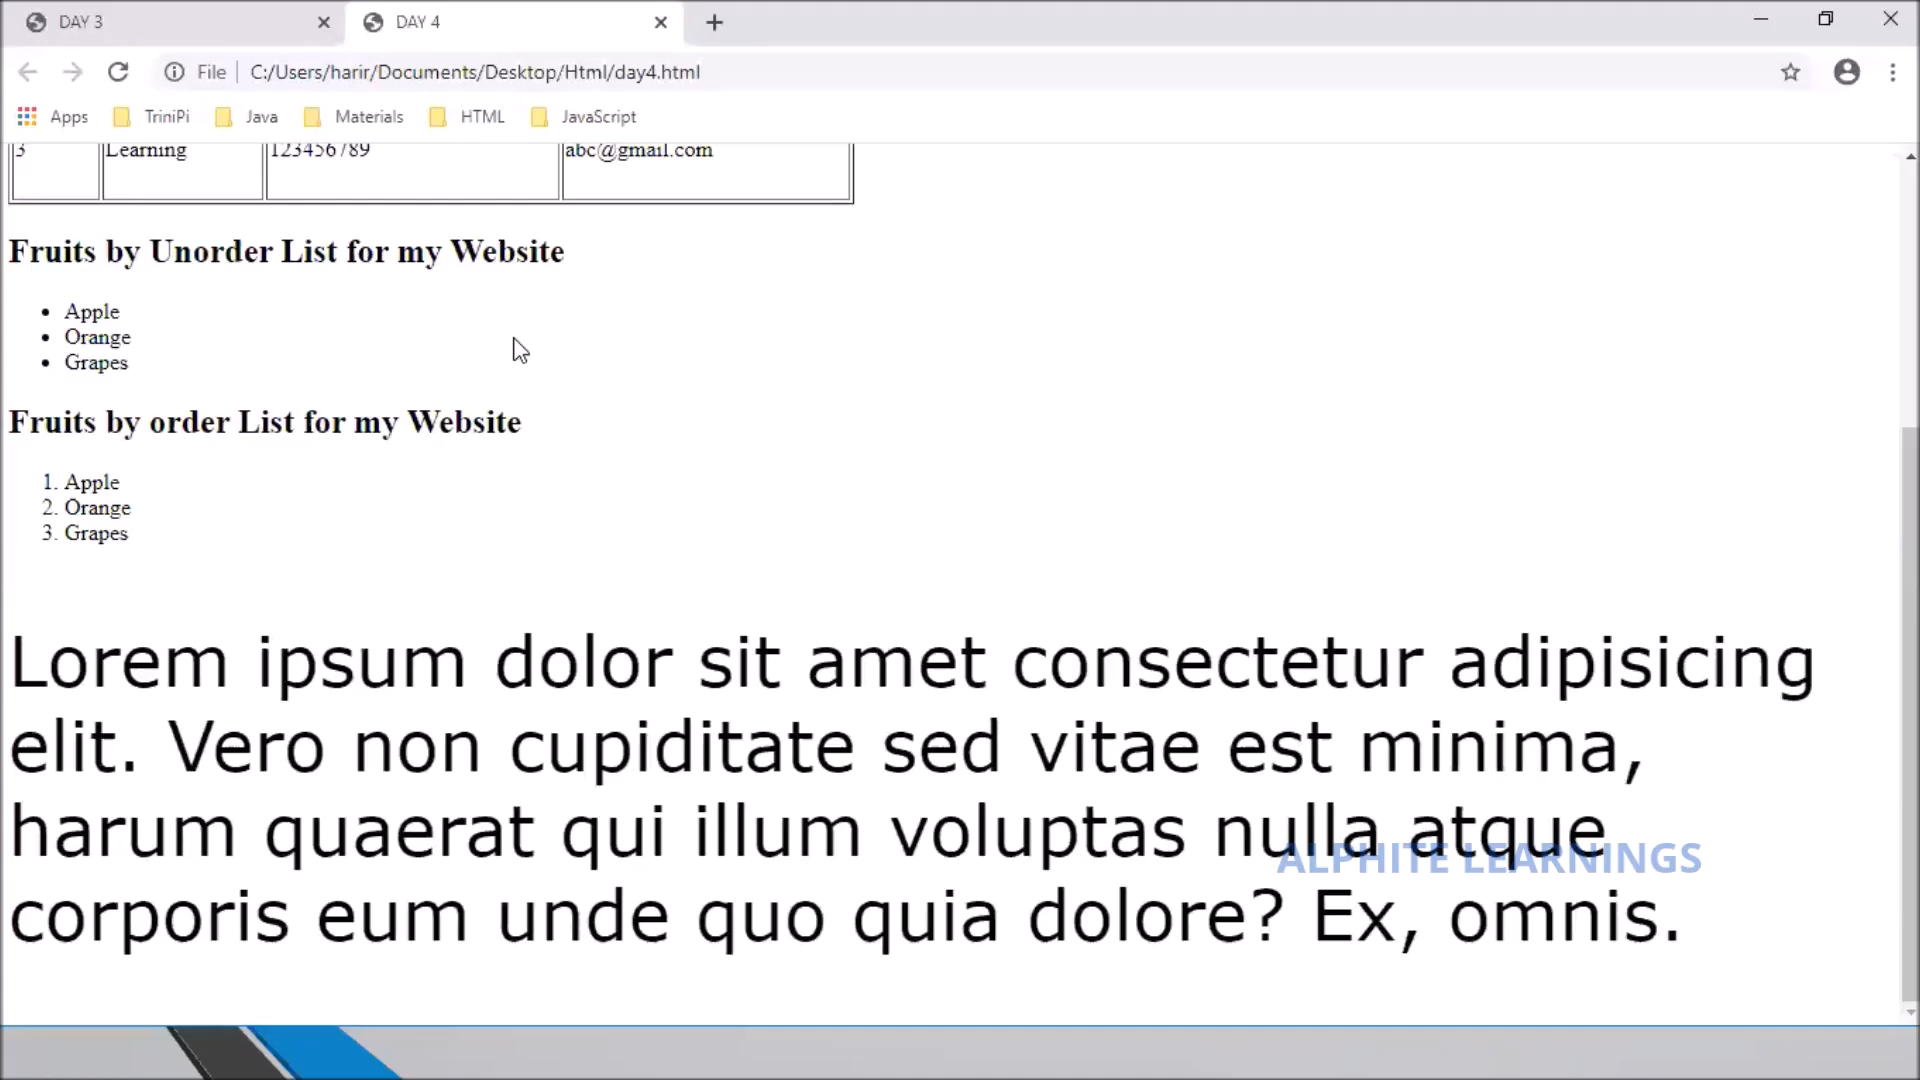 DAY 3
DAY 4
File
C:/Users/harir/Documents/Desktop/Html/day4.html
Apps
TriniPi
Java
Materials
HTML
JavaScript
3 Learning 123456789 abc@gmail.com
Fruits by Unorder List for my Website
• Apple
• Orange
• Grapes
Fruits by order List for my Website
1. Apple
2. Orange
3. Grapes
Lorem ipsum dolor sit amet consectetur adipisicing
elit. Vero non cupiditate sed vitae est minima,
harum quaerat qui illum voluptas nulla atque
ALPHITE LEARNINGS
corporis eum unde quo quia dolore? Ex, omnis.